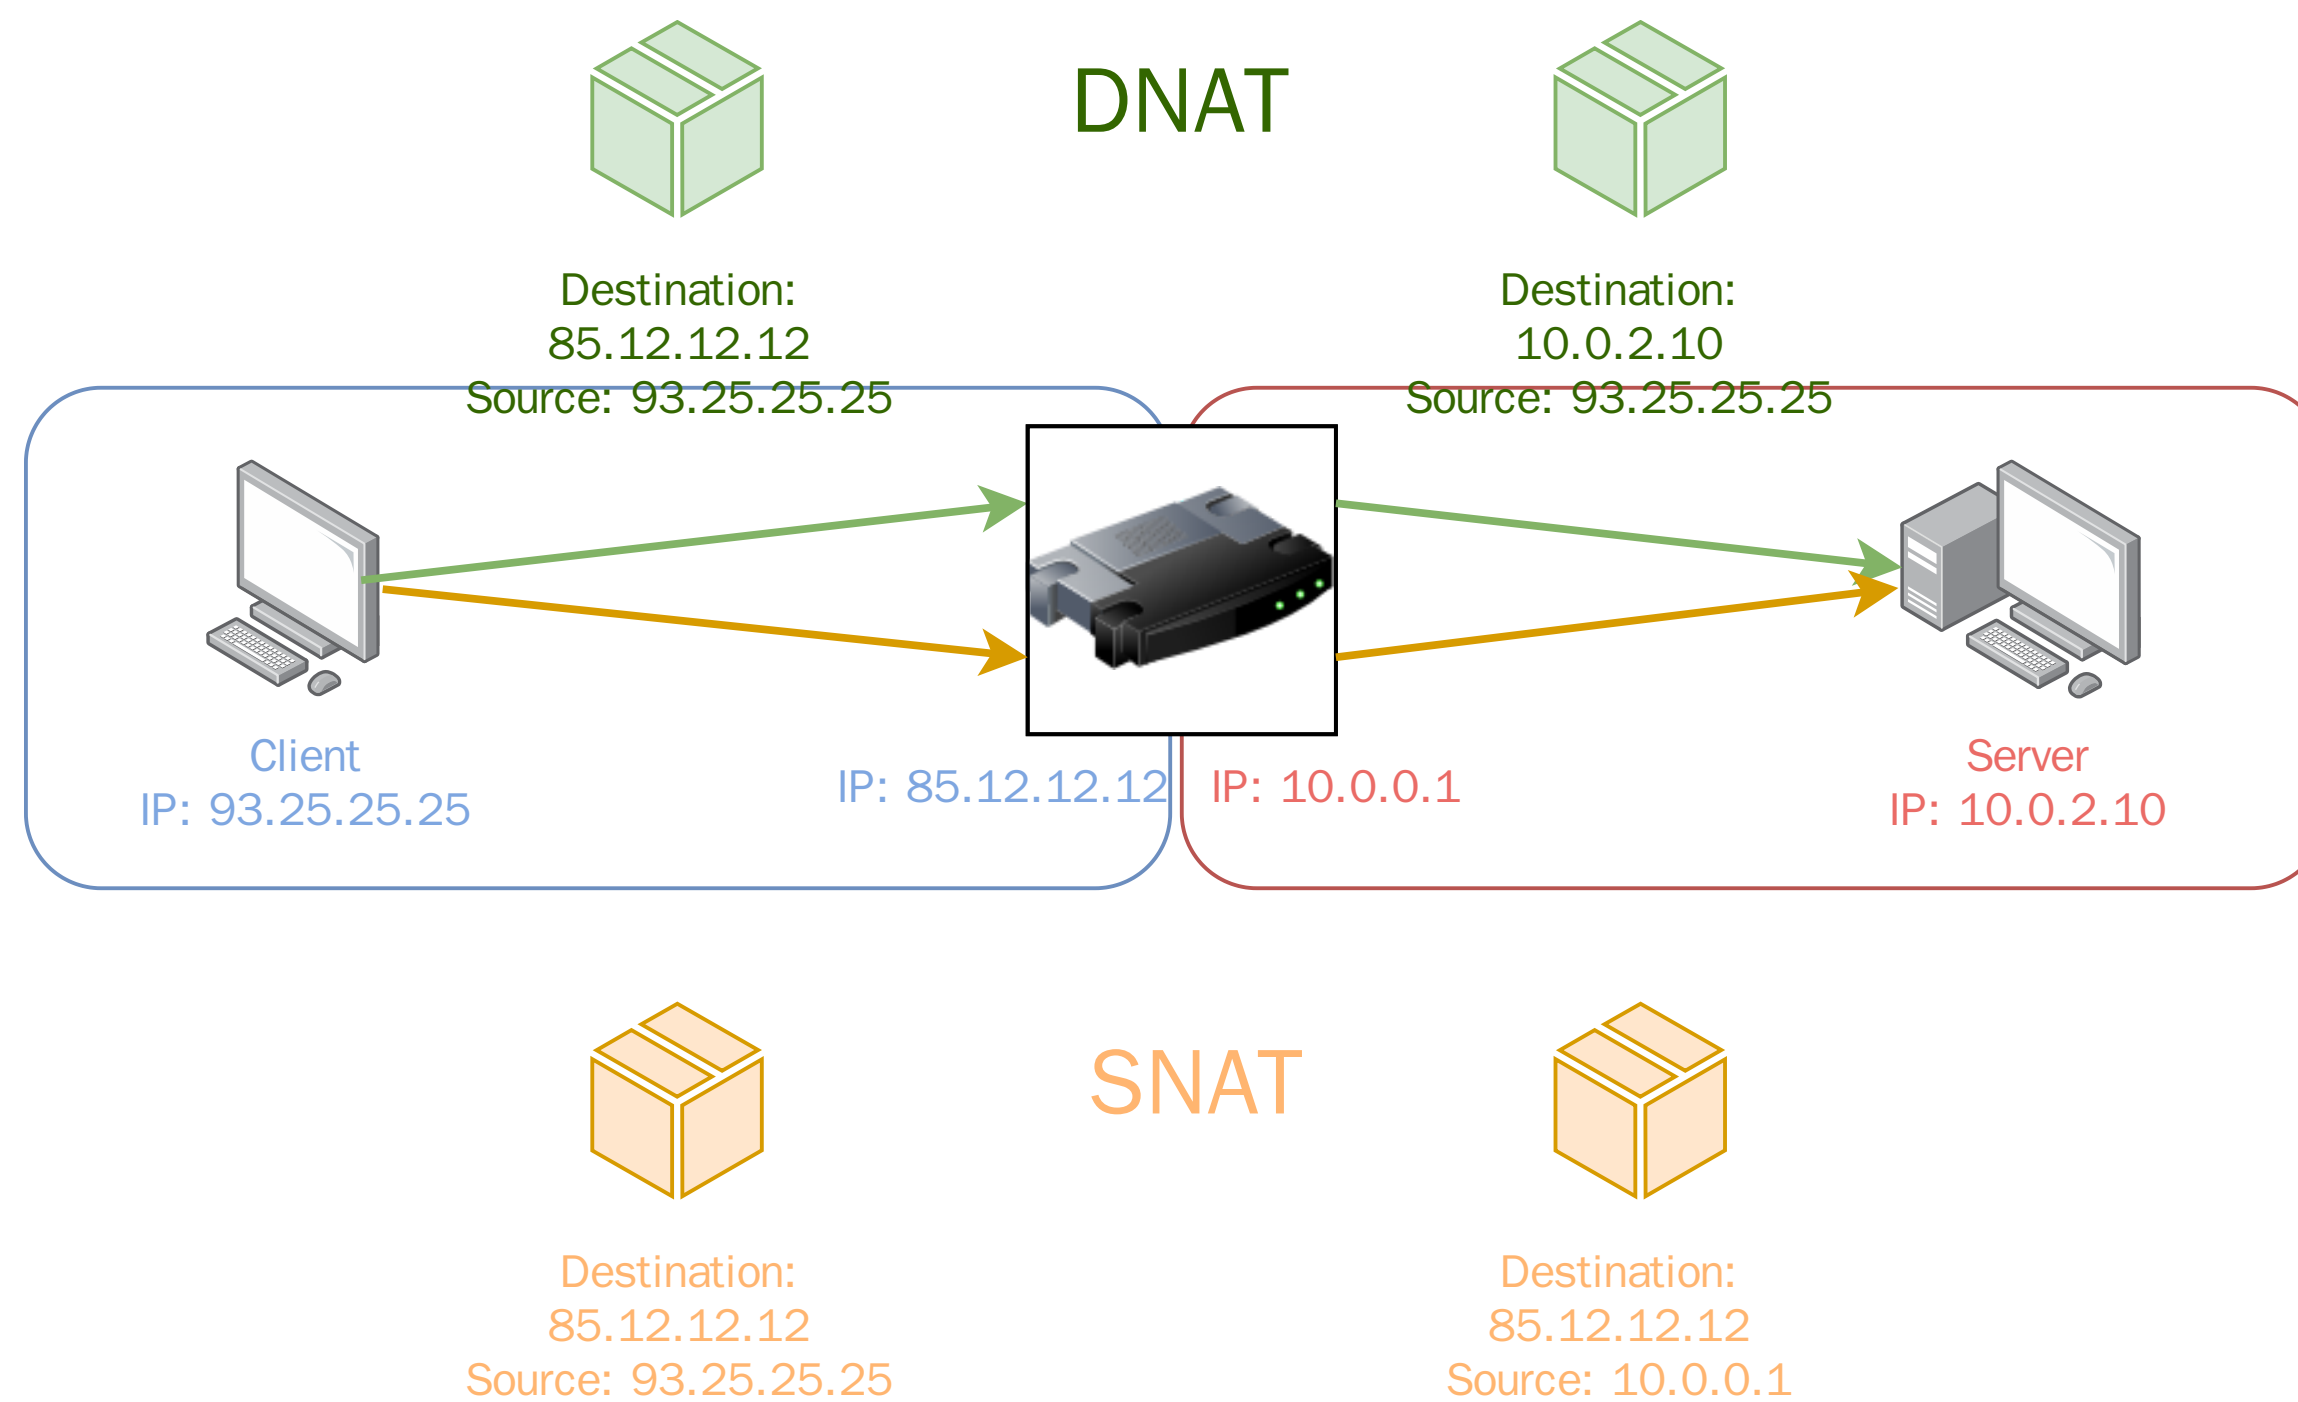 DNAT
Destination:
85.12.12.12
Source: 93.25.25.25
Destination:
10.0.2.10
Source: 93.25.25.25
Client
IP: 93.25.25.25
IP: 85.12.12.12
IP: 10.0.0.1
Server
IP: 10.0.2.10
SNAT
Destination:
85.12.12.12
Source: 93.25.25.25
Destination:
85.12.12.12
Source: 10.0.0.1